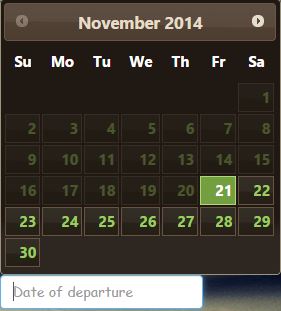 November 2014
Su Mo Tu We Th Fr Sa
1
2 3 4 5 6 7 8
9 10 11 12 13 14 15
16 17 18 19 20 21 22
23 24 25 26 27 28 29
30
Date of departure